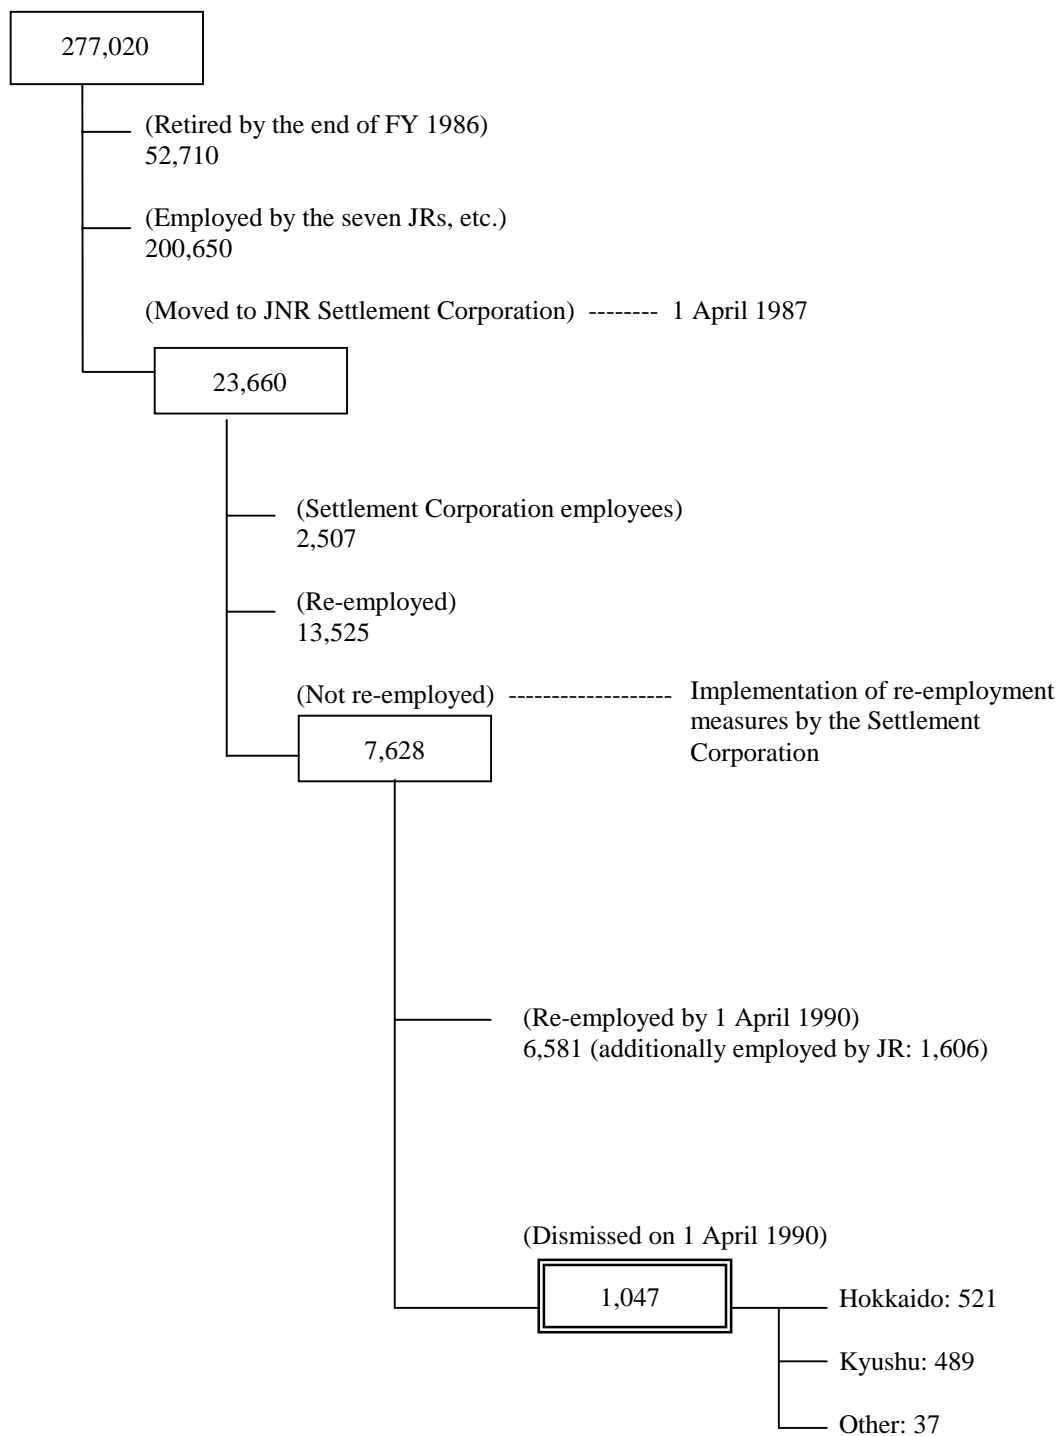 277,020
(Retired by the end of FY 1986)
52,710
(Employed by the seven JRs, etc.)
200,650
(Moved to JNR Settlement Corporation) -------- 1 April 1987
23,660
(Settlement Corporation employees)
2,507
(Re-employed)
13,525
(Not re-employed) ------------------- Implementation of re-employment
measures by the Settlement
Corporation
7,628
(Re-employed by 1 April 1990)
6,581 (additionally employed by JR: 1,606)
(Dismissed on 1 April 1990)
1,047
Hokkaido: 521
Kyushu: 489
Other: 37